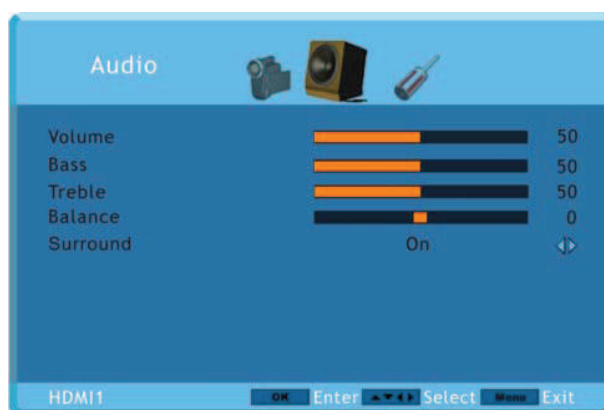 Audio
Volume 50
Bass 50
Treble 50
Balance 0
Surround On
HDMI1 OK Enter Select Menu Exit